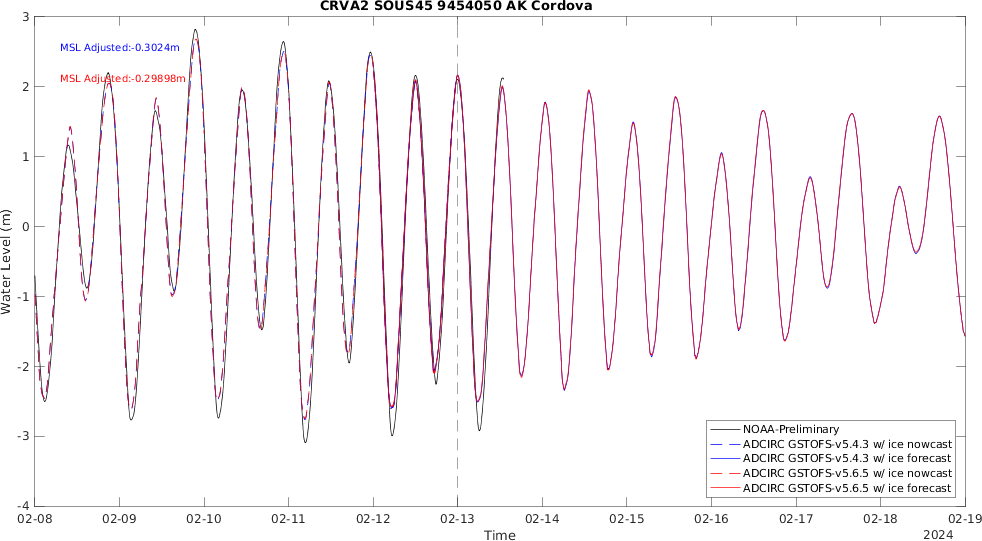 CRVA2 SOUS45 9454050 AK Cordova
3
MSL Adjusted:-0.3024m
MSL Adjusted:-0.29898m
2
1
0
-1
-2
-3
-4
Water Level (m)
NOAA-Preliminary
ADCIRC GSTOFS-v5.4.3 w/ ice nowcast
ADCIRC GSTOFS-v5.4.3 w/ ice forecast
ADCIRC GSTOFS-v5.6.5 w/ ice nowcast
ADCIRC GSTOFS-v5.6.5 w/ ice forecast
02-08 02-09 02-10 02-11 02-12 02-13 02-14 02-15 02-16 02-17 02-18 02-19
Time
2024